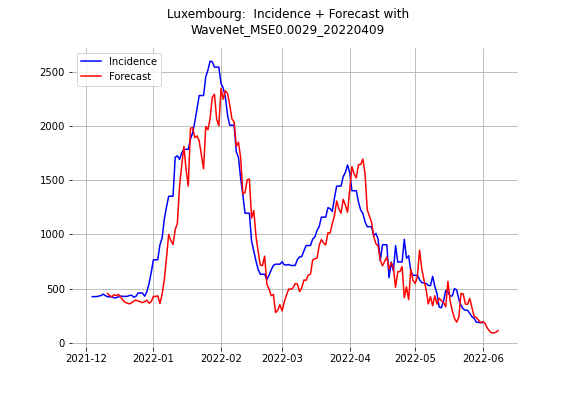 Luxembourg:  Incidence + Forecast with
WaveNet_MSE0.0029_20220409
Incidence
Forecast
2500
2000
1500
1000
500
0
2021-12 2022-01 2022-02 2022-03 2022-04 2022-05 2022-06